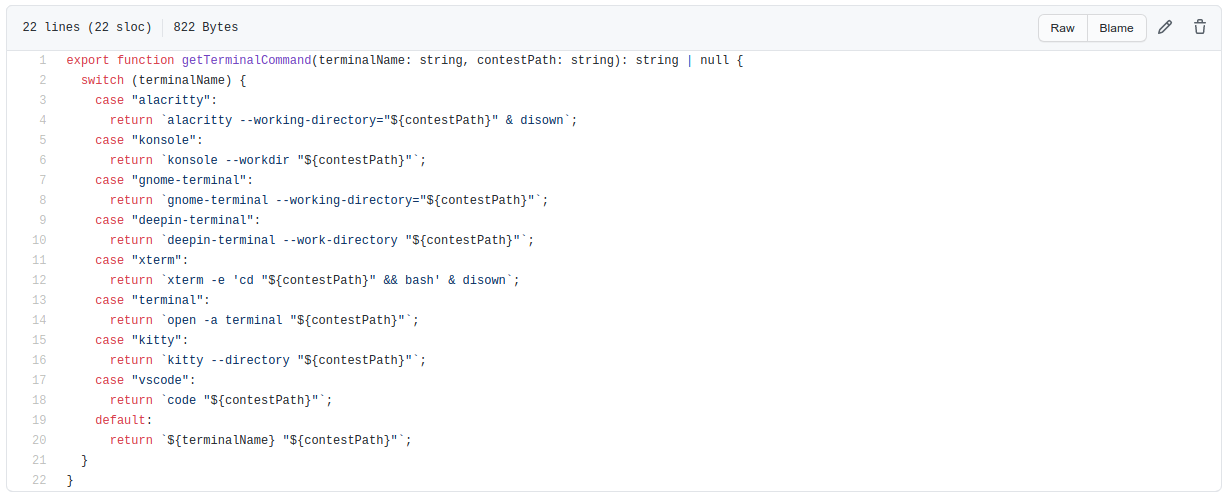 22 lines (22 sloc) 822 Bytes Raw Blame
1 export function getTerminalCommand(terminalName: string, contestPath: string): string | null {
2   switch (terminalName) {
3     case "alacritty":
4       return `alacritty --working-directory="${contestPath}" & disown`;
5     case "konsole":
6       return `konsole --workdir "${contestPath}"`;
7     case "gnome-terminal":
8       return `gnome-terminal --working-directory="${contestPath}"`;
9     case "deepin-terminal":
10       return `deepin-terminal --work-directory "${contestPath}"`;
11     case "xterm":
12       return `xterm -e 'cd "${contestPath}" && bash' & disown`;
13     case "terminal":
14       return `open -a terminal "${contestPath}"`;
15     case "kitty":
16       return `kitty --directory "${contestPath}"`;
17     case "vscode":
18       return `code "${contestPath}"`;
19     default:
20       return `${terminalName} "${contestPath}"`;
21   }
22 }